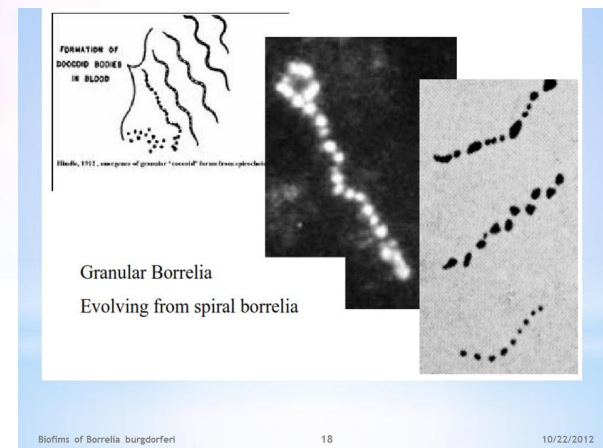 FORMATION OF
COCCOID BODIES
IN BLOOD
Hindle, 1912, emergence of granular "coccoid" forms from spiroche
Granular Borrelia
Evolving from spiral borrelia
Biofims of Borrelia burgdorferi
18
10/22/2012